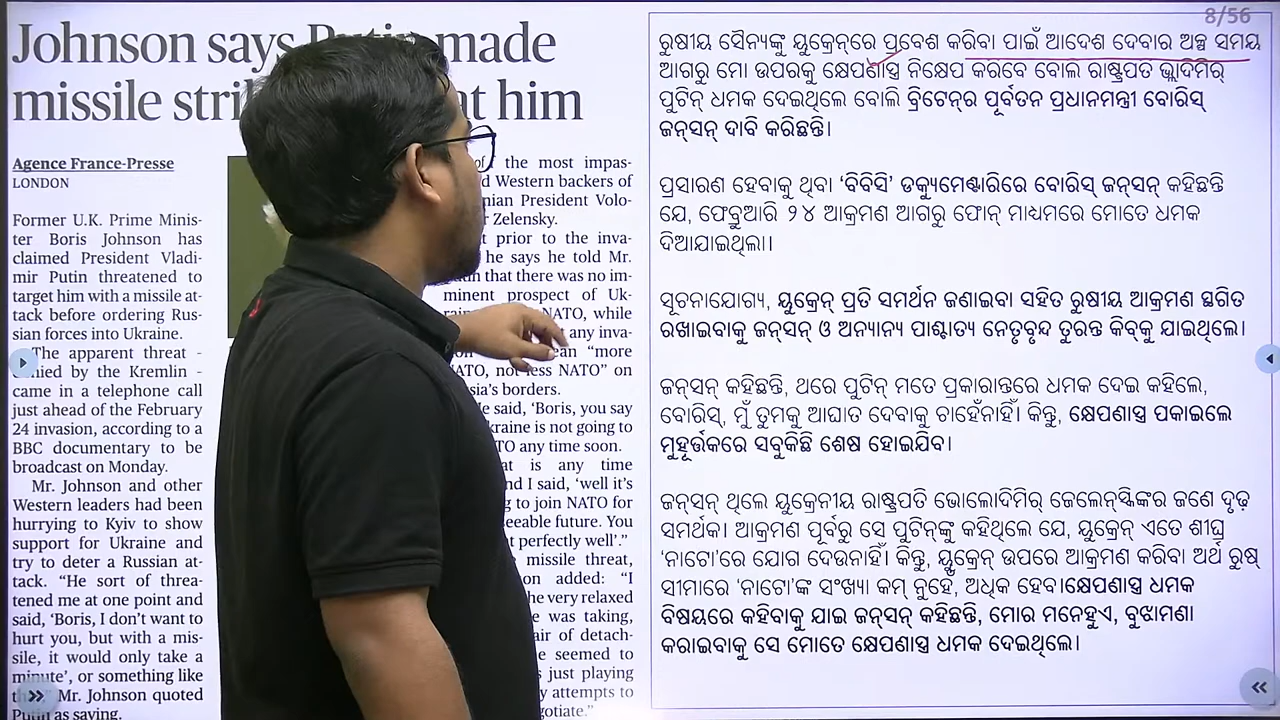 8/56
Johnson says Putin made
missile at him
Agence France-Presse
LONDON
Former U.K. Prime Minis-
ter Boris Johnson has
claimed President Vladi-
mir Putin threatened to
target him with a missile at-
tack before ordering Rus-
sian forces into Ukraine.
The apparent threat -
by the Kremlin -
came in a telephone call
just ahead of the February
24 invasion, according to a
BBC documentary to be
broadcast on Monday.
Mr. Johnson and other
Western leaders had been
hurrying to Kyiv to show
support for Ukraine and
try to deter a Russian at-
tack. “He sort of threa-
tened me at one point and
said, ‘Boris, I don’t want to
hurt you, but with a mis-
sile, it would only take a
minute’, or something like
Mr. Johnson quoted
Putin as saying.
of the most impas-
Western backers of
President Volo-
Zelensky.
prior to the inva-
he says he told Mr.
that there was no im-
minent prospect of Uk-
NATO, while
any inva-
“more
NATO, not less NATO” on
borders.
said, ‘Boris, you say
is not going to
any time soon.
is any time
I said, ‘well it’s
to join NATO for
You
perfectly well’.”
missile threat,
added: “I
the very relaxed
was taking,
air of detach-
seemed to
just playing
attempts to
ରୁଷୀୟ ସୈନ୍ୟଙ୍କୁ ୟୁକ୍ରେନ୍‌ରେ ପ୍ରବେଶ କରିବା ପାଇଁ ଆଦେଶ ଦେବାର ଅଳ୍ପ ସମୟ
ଆଗରୁ ମୋ ଉପରକୁ କ୍ଷେପଣାସ୍ତ୍ର ନିକ୍ଷେପ କରିବେ ବୋଲି ରାଷ୍ଟ୍ରପତି ଭ୍ଲାଦିମିର୍
ପୁଟିନ୍ ଧମକ ଦେଇଥିଲେ ବୋଲି ବ୍ରିଟେନ୍‌ର ପୂର୍ବତନ ପ୍ରଧାନମନ୍ତ୍ରୀ ବୋରିସ୍
ଜନ୍‌ସନ୍ ଦାବି କରିଛନ୍ତି।
ପ୍ରସାରଣ ହେବାକୁ ଥିବା ‘ବିବିସି’ ଡକ୍ୟୁମେଣ୍ଟାରିରେ ବୋରିସ୍ ଜନ୍‌ସନ୍ କହିଛନ୍ତି
ଯେ, ଫେବ୍ରୁଆରି ୨୪ ଆକ୍ରମଣ ଆଗରୁ ଫୋନ୍ ମାଧ୍ୟମରେ ମୋତେ ଧମକ
ଦିଆଯାଇଥିଲା।
ସୂଚନାଯୋଗ୍ୟ, ୟୁକ୍ରେନ୍ ପ୍ରତି ସମର୍ଥନ ଜଣାଇବା ସହିତ ରୁଷୀୟ ଆକ୍ରମଣ ସ୍ଥଗିତ
ରଖାଇବାକୁ ଜନ୍‌ସନ୍ ଓ ଅନ୍ୟାନ୍ୟ ପାଶ୍ଚାତ୍ୟ ନେତୃବୃନ୍ଦ ତୁରନ୍ତ କିବ୍‌କୁ ଯାଇଥିଲେ।
ଜନ୍‌ସନ୍ କହିଛନ୍ତି, ଥରେ ପୁଟିନ୍ ମତେ ପ୍ରକାରାନ୍ତରେ ଧମକ ଦେଇ କହିଲେ,
ବୋରିସ୍, ମୁଁ ତୁମକୁ ଆଘାତ ଦେବାକୁ ଚାହେଁନାହିଁ। କିନ୍ତୁ, କ୍ଷେପଣାସ୍ତ୍ର ପକାଇଲେ
ମୁହୂର୍ତ୍ତକରେ ସବୁକିଛି ଶେଷ ହୋଇଯିବ।
ଜନ୍‌ସନ୍ ଥିଲେ ୟୁକ୍ରେନୀୟ ରାଷ୍ଟ୍ରପତି ଭୋଲୋଦିମିର୍ ଜେଲେନ୍‌ସ୍କିଙ୍କର ଜଣେ ଦୃଢ଼
ସମର୍ଥକ। ଆକ୍ରମଣ ପୂର୍ବରୁ ସେ ପୁଟିନ୍‌ଙ୍କୁ କହିଥିଲେ ଯେ, ୟୁକ୍ରେନ୍ ଏତେ ଶୀଘ୍ର
‘ନାଟୋ’ରେ ଯୋଗ ଦେଉନାହିଁ। କିନ୍ତୁ, ୟୁକ୍ରେନ୍ ଉପରେ ଆକ୍ରମଣ କରିବା ଅର୍ଥ ରୁଷ୍
ସୀମାରେ ‘ନାଟୋ’ଙ୍କ ସଂଖ୍ୟା କମ୍ ନୁହେଁ, ଅଧିକ ହେବ।କ୍ଷେପଣାସ୍ତ୍ର ଧମକ
ବିଷୟରେ କହିବାକୁ ଯାଇ ଜନ୍‌ସନ୍ କହିଛନ୍ତି, ମୋର ମନେହୁଏ, ବୁଝାମଣା
କରାଇବାକୁ ସେ ମୋତେ କ୍ଷେପଣାସ୍ତ୍ର ଧମକ ଦେଇଥିଲେ।